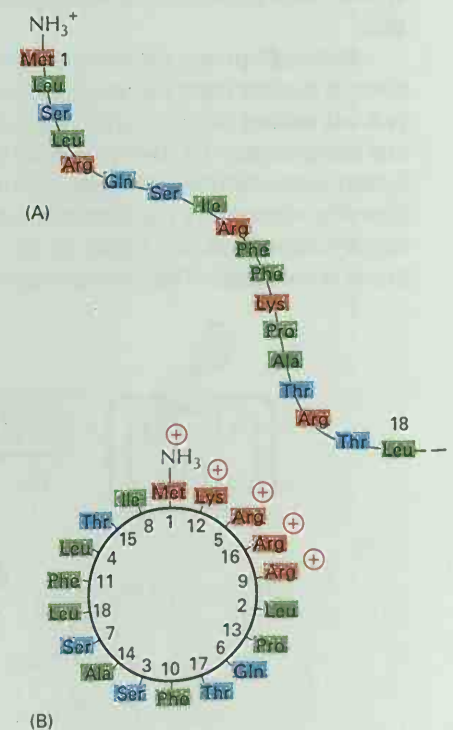 NH₃⁺
Met 1
Leu
Ser
Leu
Arg
Gln
Ser
Ile
(A)
Arg
Phe
Phe
Lys
Pro
Ala
Thr
Arg
Thr
18
Leu
+
NH₃
+
Met
Lys
+
Arg
+
Arg
+
Arg
Leu
Pro
Gln
Thr
Phe
Ser
Ala
Ser
Leu
Phe
Leu
Thr
Ile
1
12
5
16
9
2
13
6
17
10
3
14
7
18
11
4
15
8
(B)